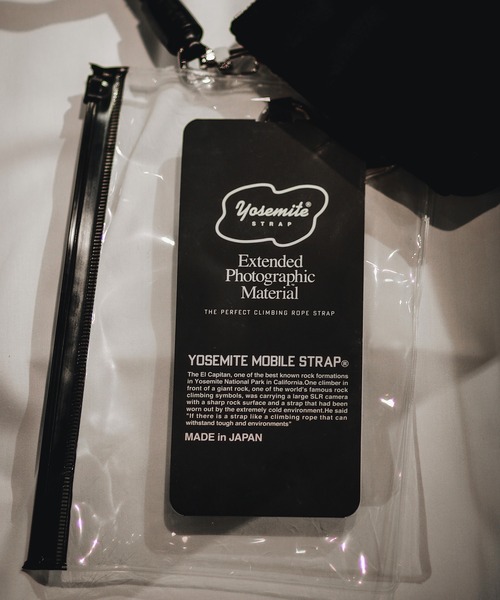 Yosemite®
STRAP
Extended
Photographic
Material
THE PERFECT CLIMBING ROPE STRAP
YOSEMITE MOBILE STRAP®
The El Capitan, one of the best known rock formations
in Yosemite National Park in California.One climber in
front of a giant rock, one of the world's famous rock
climbing symbols, was carrying a large SLR camera
with a sharp rock surface and a strap that had been
worn out by the extremely cold environment.He said
"If there is a strap like a climbing rope that can
withstand tough and environments"
MADE in JAPAN